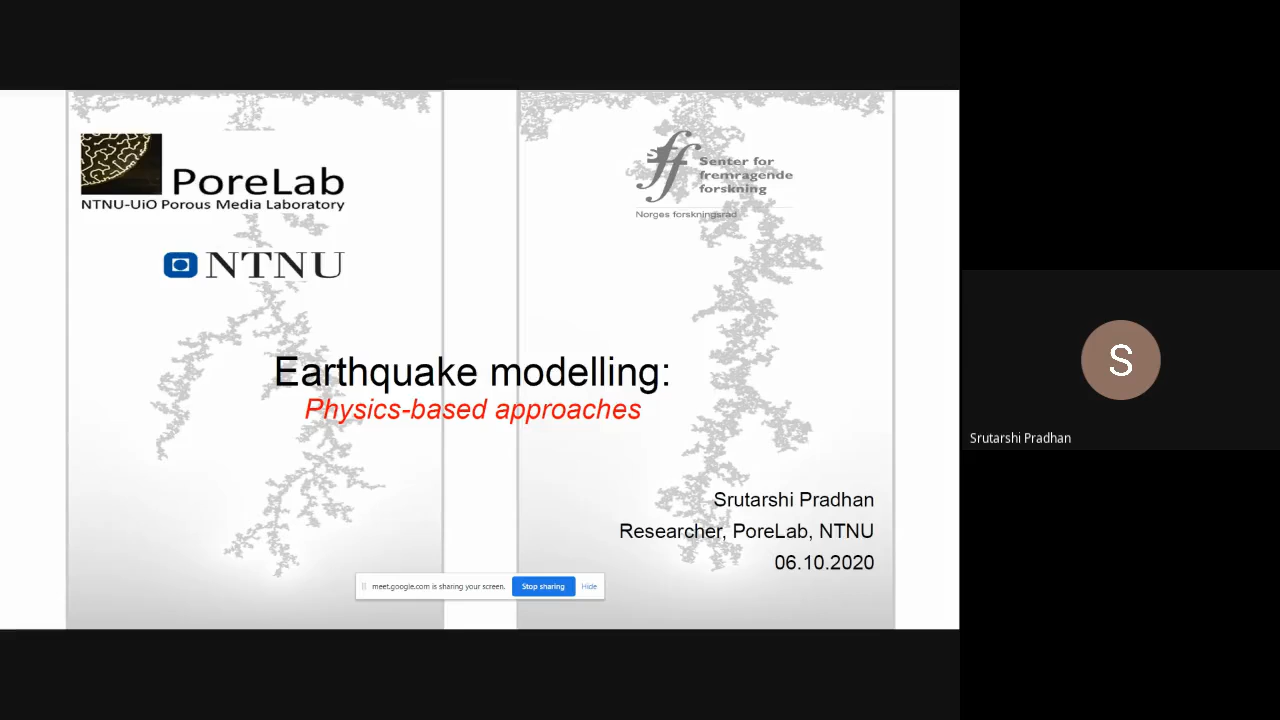 PoreLab
NTNU-UiO Porous Media Laboratory
NTNU
sff
Senter for
fremragende
forskning
Norges forskningsråd
Earthquake modelling:
Physics-based approaches
Srutarshi Pradhan
Researcher, PoreLab, NTNU
06.10.2020
meet.google.com is sharing your screen.
Stop sharing
Hide
S
Srutarshi Pradhan